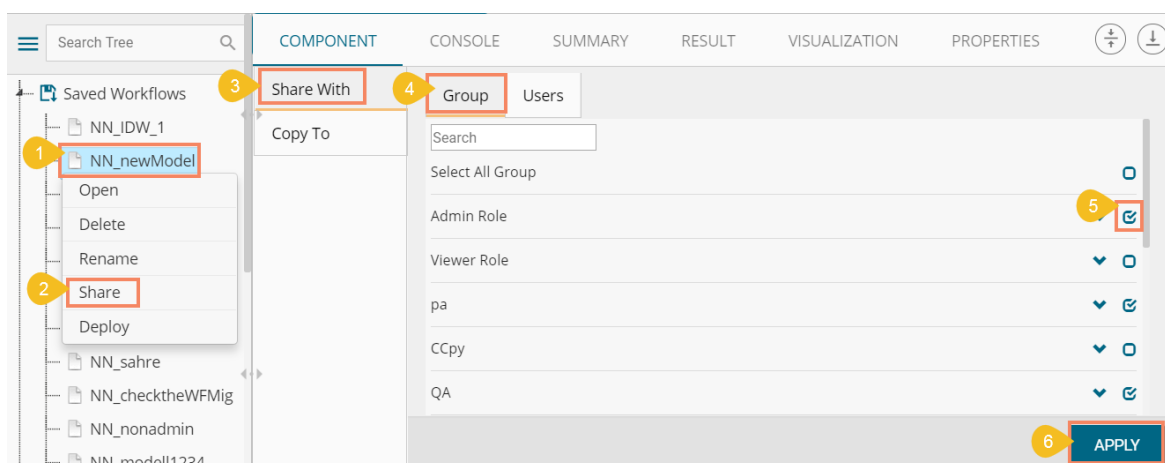 Search Tree
COMPONENT
CONSOLE
SUMMARY
RESULT
VISUALIZATION
PROPERTIES
Saved Workflows
NN_IDW_1
1
NN_newModel
Open
Delete
Rename
2
Share
Deploy
NN_sahre
NN_checktheWFMig
NN_nonadmin
NN_modell1234
3
Share With
Copy To
4
Group
Users
Search
Select All Group
Admin Role
5
Viewer Role
pa
CCpy
QA
6
APPLY